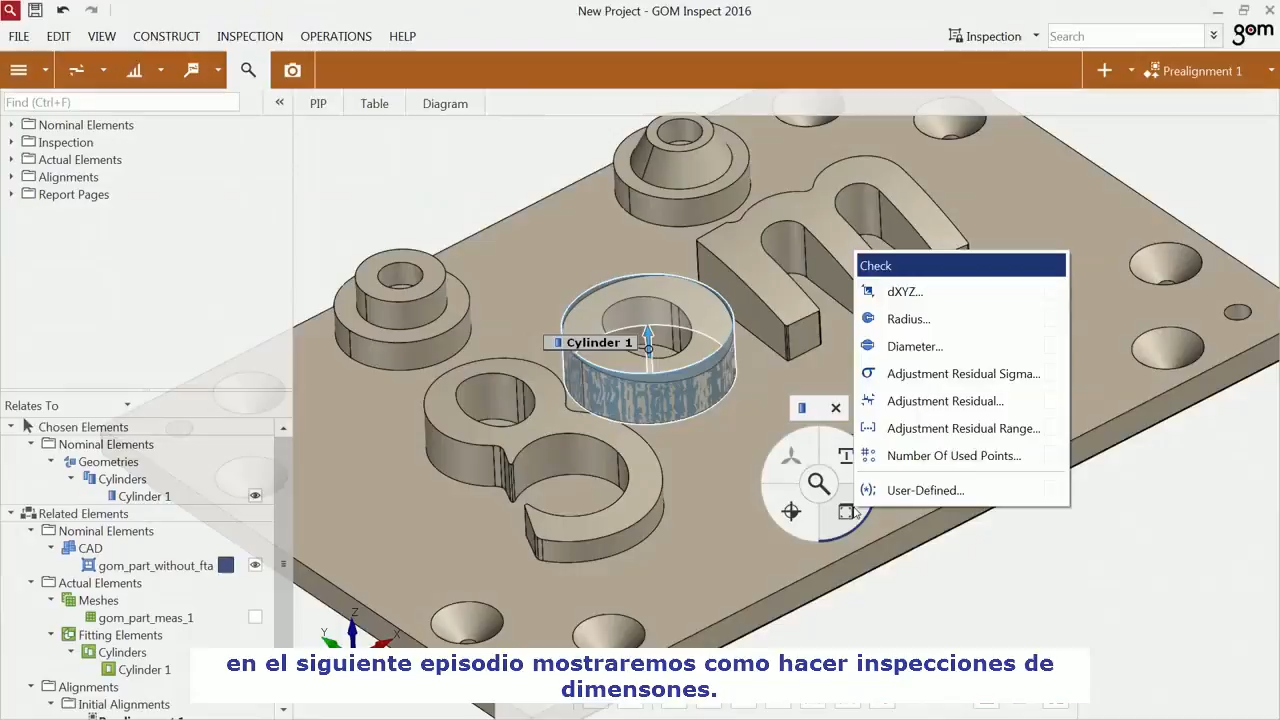 New Project - GOM Inspect 2016
FILE EDIT VIEW CONSTRUCT INSPECTION OPERATIONS HELP
Inspection
Search
gom
Prealignment 1
Find (Ctrl+F)
PIP Table Diagram
Nominal Elements
Inspection
Actual Elements
Alignments
Report Pages
Check
dXYZ...
Radius...
Diameter...
Adjustment Residual Sigma...
Adjustment Residual...
Adjustment Residual Range...
Number Of Used Points...
User-Defined...
Cylinder 1
Relates To
Chosen Elements
Nominal Elements
Geometries
Cylinders
Cylinder 1
Related Elements
Nominal Elements
CAD
gom_part_without_fta
Actual Elements
Meshes
gom_part_meas_1
Fitting Elements
Cylinders
Cylinder 1
Alignments
Initial Alignments
Z
Y
X
en el siguiente episodio mostraremos como hacer inspecciones de
dimensones.